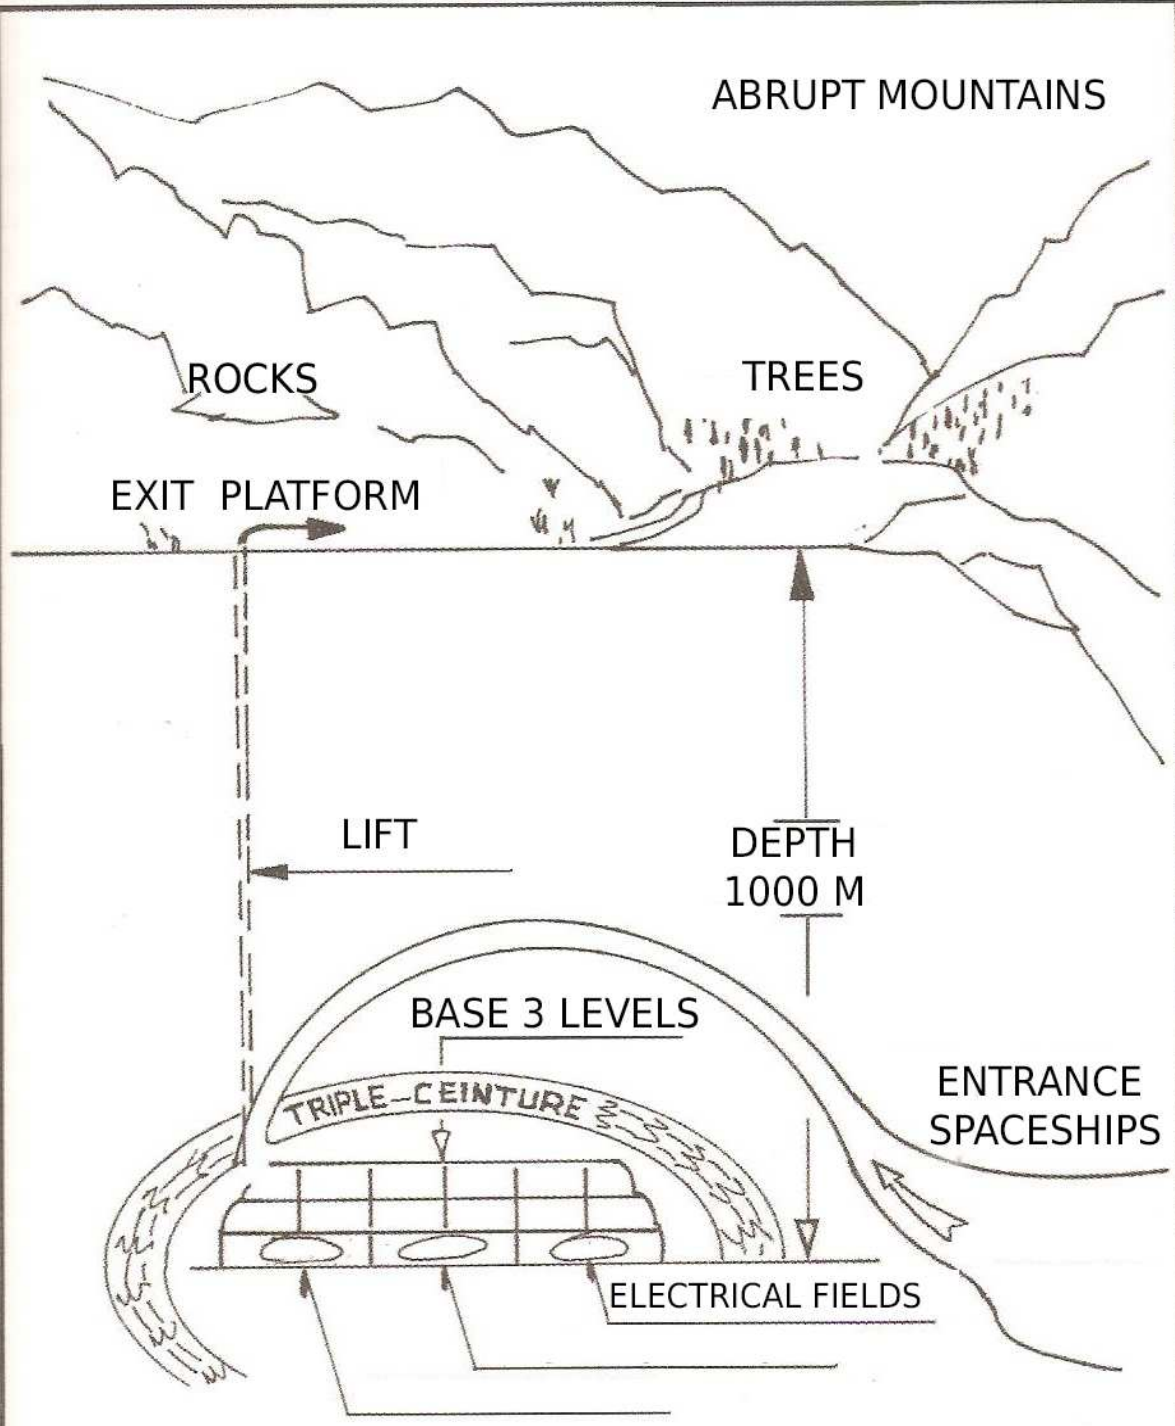 ABRUPT MOUNTAINS
ROCKS
TREES
EXIT PLATFORM
LIFT
DEPTH
1000 M
BASE 3 LEVELS
TRIPLE-CEINTURE
ENTRANCE
SPACESHIPS
ELECTRICAL FIELDS